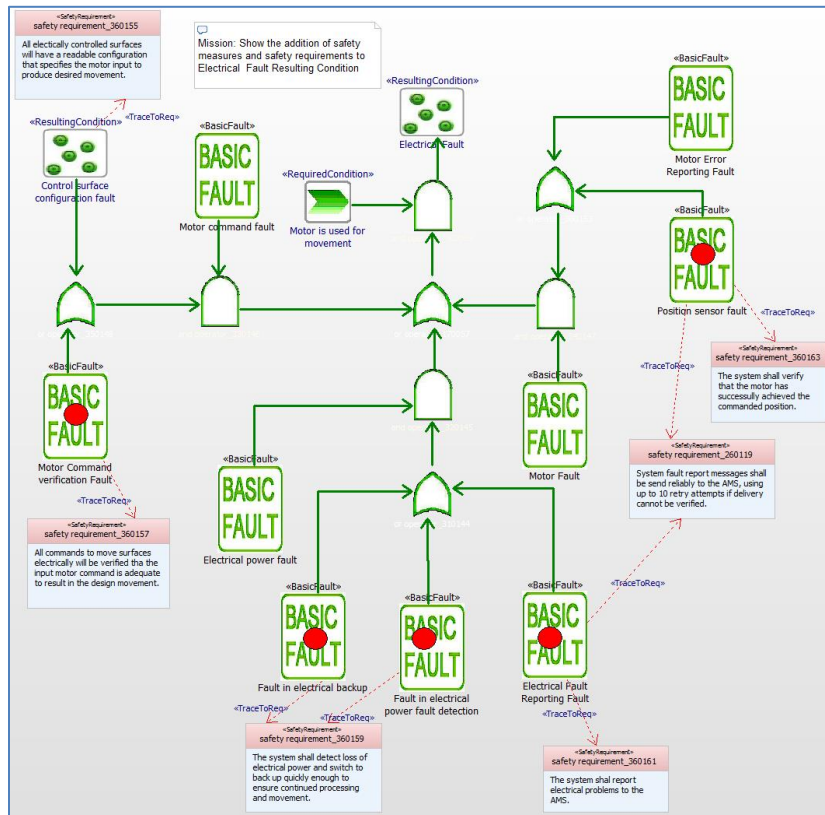 «SafetyRequirement»
safety requirement_360155
All electically controlled surfaces
will have a readable configuration
that specifies the motor input to
produce desired movement.
Mission: Show the addition of safety
measures and safety requirements to
Electrical Fault Resulting Condition
«TraceToReq»
«ResultingCondition»
Control surface
configuration fault
«BasicFault»
BASIC
FAULT
Motor command fault
«ResultingCondition»
Electrical Fault
«RequiredCondition»
Motor is used for
movement
«BasicFault»
BASIC
FAULT
Motor Error
Reporting Fault
«BasicFault»
BASIC
FAULT
Position sensor fault
«TraceToReq»
«TraceToReq»
«SafetyRequirement»
safety requirement_360163
The system shall verify
that the motor has
successully achieved the
commanded position.
«BasicFault»
BASIC
FAULT
Motor Command
verification Fault
«TraceToReq»
«SafetyRequirement»
safety requirement_360157
All commands to move surfaces
electrically will be verified tha the
input motor command is adequate
to result in the design movement.
«BasicFault»
BASIC
FAULT
Electrical power fault
«BasicFault»
BASIC
FAULT
Motor Fault
«SafetyRequirement»
safety requirement_260119
System fault report messages shall
be send reliably to the AMS, using
up to 10 retry attempts if delivery
cannot be verified.
«TraceToReq»
«BasicFault»
BASIC
FAULT
Fault in electrical backup
«BasicFault»
BASIC
FAULT
Fault in electrical
power fault detection
«BasicFault»
BASIC
FAULT
Electrical Fault
Reporting Fault
«TraceToReq»
«TraceToReq»
«SafetyRequirement»
safety requirement_360159
The system shall detect loss of
electrical power and switch to
back up quickly enough to
ensure continued processing
and movement.
«TraceToReq»
«SafetyRequirement»
safety requirement_360161
The system shal report
electrical problems to the
AMS.